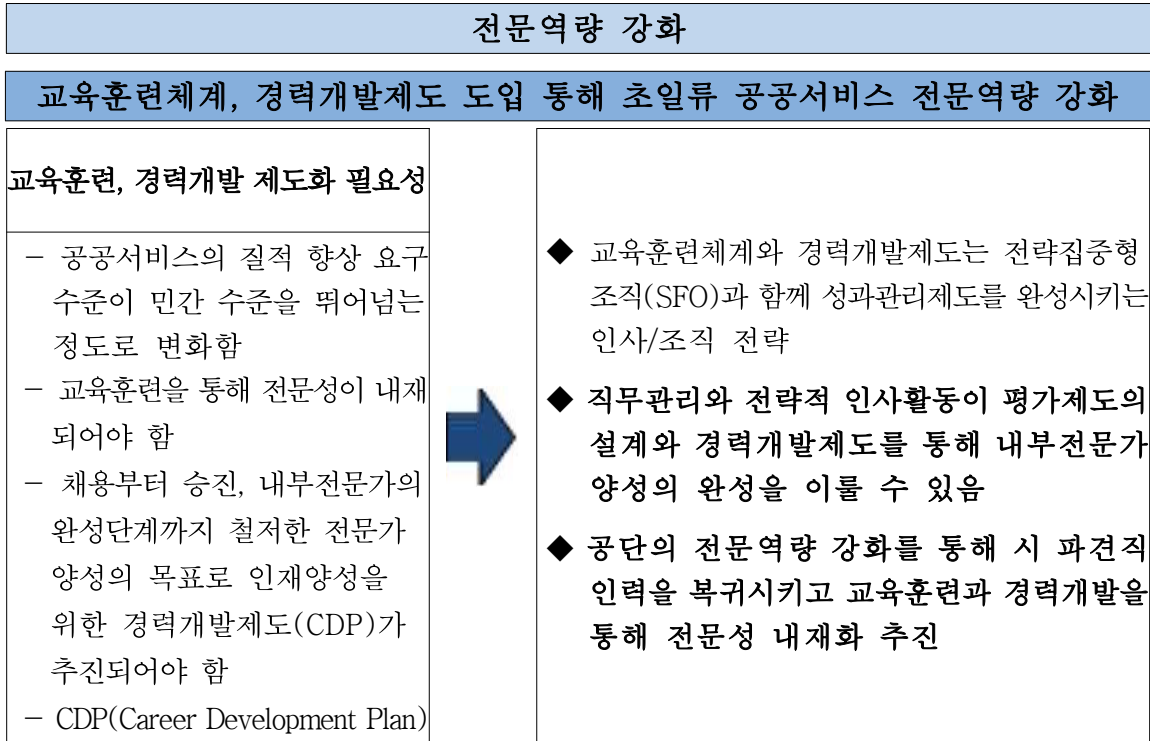 전문역량 강화
교육훈련체계, 경력개발제도 도입 통해 초일류 공공서비스 전문역량 강화
교육훈련, 경력개발 제도화 필요성
- 공공서비스의 질적 향상 요구
수준이 민간 수준을 뛰어넘는
정도로 변화함
- 교육훈련을 통해 전문성이 내재
되어야 함
- 채용부터 승진, 내부전문가의
완성단계까지 철저한 전문가
양성의 목표로 인재양성을
위한 경력개발제도(CDP)가
추진되어야 함
- CDP(Career Development Plan)
◆ 교육훈련체계와 경력개발제도는 전략집중형
조직(SFO)과 함께 성과관리제도를 완성시키는
인사/조직 전략
◆ 직무관리와 전략적 인사활동이 평가제도의
설계와 경력개발제도를 통해 내부전문가
양성의 완성을 이룰 수 있음
◆ 공단의 전문역량 강화를 통해 시 파견직
인력을 복귀시키고 교육훈련과 경력개발을
통해 전문성 내재화 추진